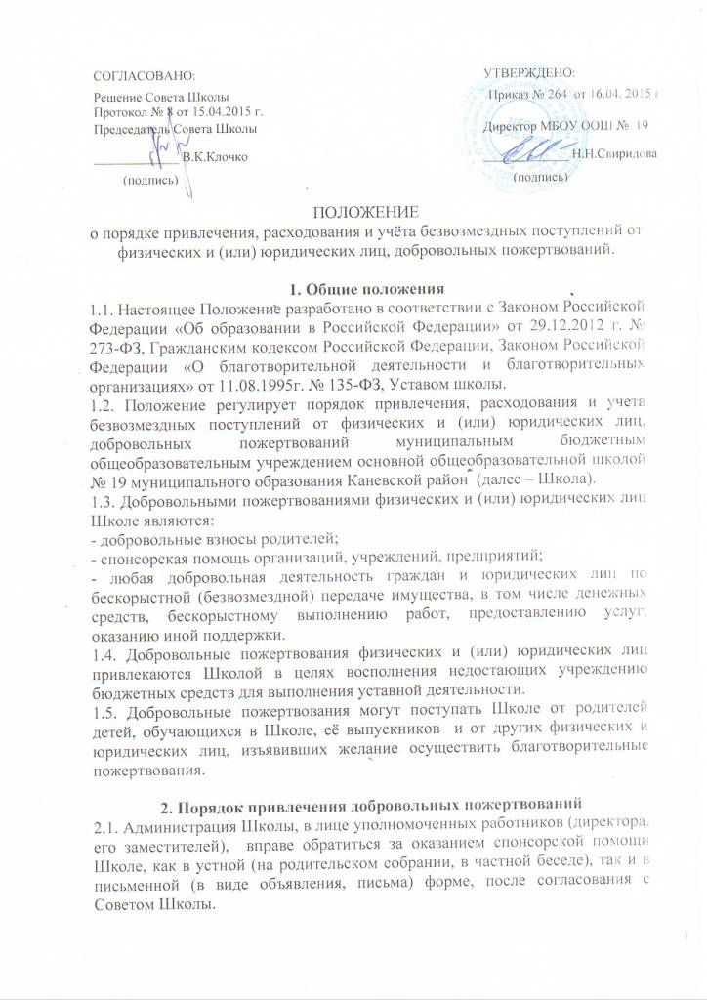 СОГЛАСОВАНО:
Решение Совета Школы
Протокол № 8 от 15.04.2015 г.
Председатель Совета Школы
____________ В.К.Клочко
(подпись)
УТВЕРЖДЕНО:
Приказ № 264 от 16.04. 2015 г
Директор МБОУ ООШ № 19
____________ Н.Н.Свиридова
(подпись)
ПОЛОЖЕНИЕ
о порядке привлечения, расходования и учёта безвозмездных поступлений от
физических и (или) юридических лиц, добровольных пожертвований.
1. Общие положения
1.1. Настоящее Положение разработано в соответствии с Законом Российской
Федерации «Об образовании в Российской Федерации» от 29.12.2012 г. №
273-ФЗ, Гражданским кодексом Российской Федерации, Законом Российской
Федерации «О благотворительной деятельности и благотворительных
организациях» от 11.08.1995г. № 135-ФЗ, Уставом школы.
1.2. Положение регулирует порядок привлечения, расходования и учета
безвозмездных поступлений от физических и (или) юридических лиц,
добровольных пожертвований муниципальным бюджетным
общеобразовательным учреждением основной общеобразовательной школой
№ 19 муниципального образования Каневской район (далее – Школа).
1.3. Добровольными пожертвованиями физических и (или) юридических лиц
Школе являются:
- добровольные взносы родителей;
- спонсорская помощь организаций, учреждений, предприятий;
- любая добровольная деятельность граждан и юридических лиц по
бескорыстной (безвозмездной) передаче имущества, в том числе денежных
средств, бескорыстному выполнению работ, предоставлению услуг,
оказанию иной поддержки.
1.4. Добровольные пожертвования физических и (или) юридических лиц
привлекаются Школой в целях восполнения недостающих учреждению
бюджетных средств для выполнения уставной деятельности.
1.5. Добровольные пожертвования могут поступать Школе от родителей
детей, обучающихся в Школе, её выпускников и от других физических и
юридических лиц, изъявивших желание осуществить благотворительные
пожертвования.
2. Порядок привлечения добровольных пожертвований
2.1. Администрация Школы, в лице уполномоченных работников (директора,
его заместителей), вправе обратиться за оказанием спонсорской помощи
Школе, как в устной (на родительском собрании, в частной беседе), так и в
письменной (в виде объявления, письма) форме, после согласования с
Советом Школы.